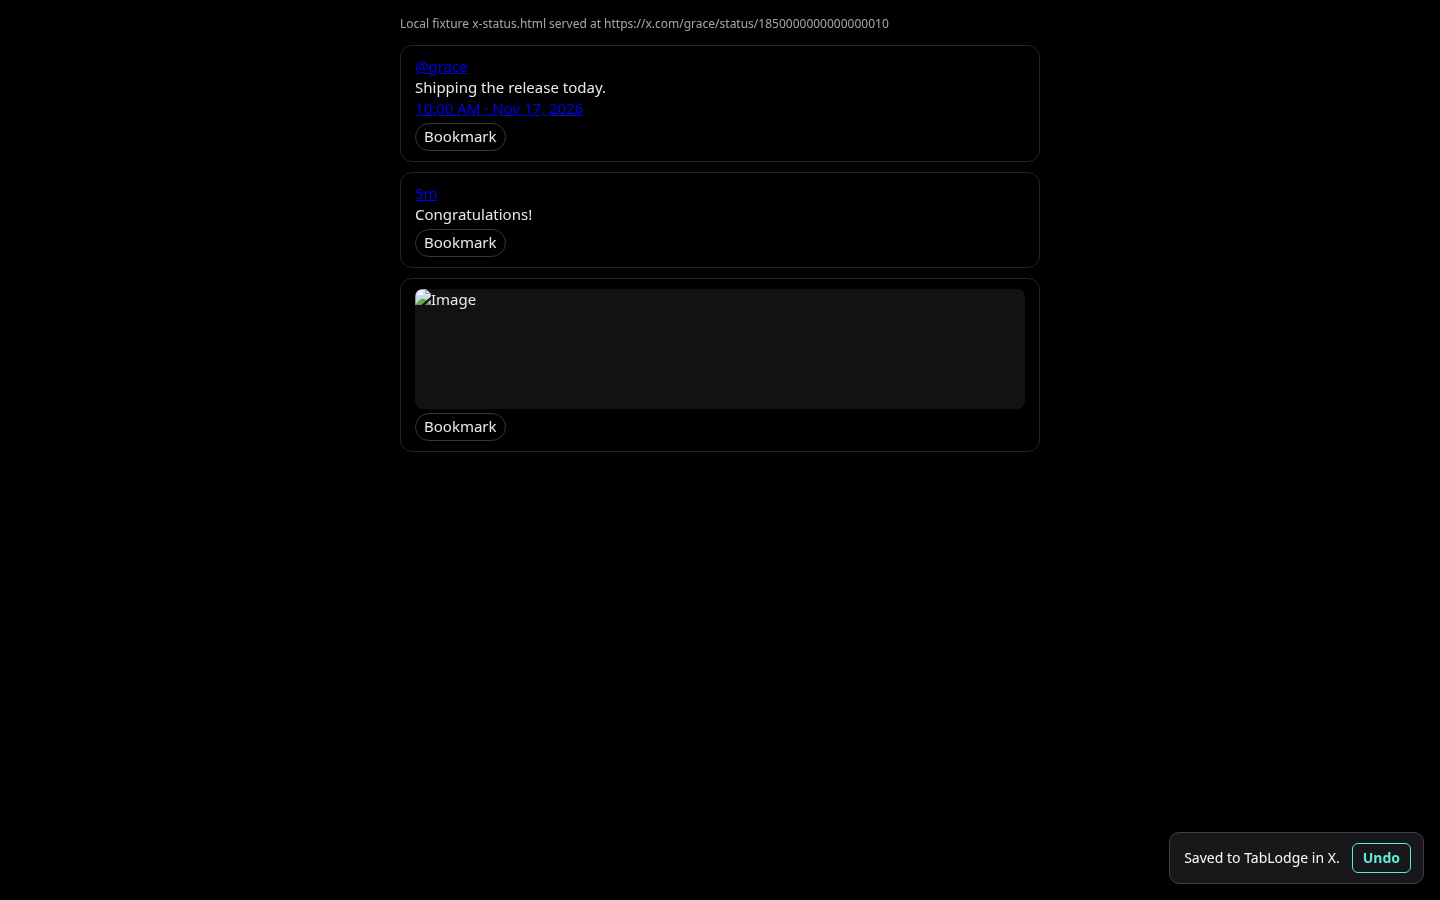 Local fixture x-status.html served at https://x.com/grace/status/1850000000000000010
@grace
Shipping the release today.
10:00 AM · Nov 17, 2026
Bookmark
5m
Congratulations!
Bookmark
Image
Bookmark
Saved to TabLodge in X.
Undo